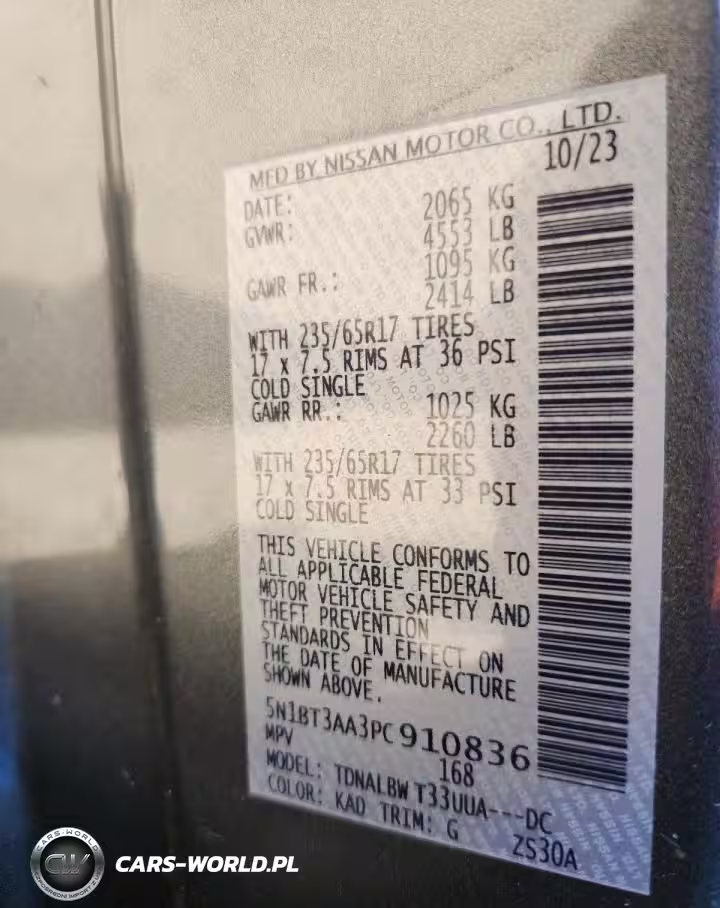 MFD BY NISSAN MOTOR CO., LTD.
DATE: 10/23
GVWR: 2065 KG
4553 LB
GAWR FR.: 1095 KG
2414 LB
WITH 235/65R17 TIRES
17 x 7.5 RIMS AT 36 PSI
COLD SINGLE
GAWR RR.: 1025 KG
2260 LB
WITH 235/65R17 TIRES
17 x 7.5 RIMS AT 33 PSI
COLD SINGLE
THIS VEHICLE CONFORMS TO
ALL APPLICABLE FEDERAL
MOTOR VEHICLE SAFETY AND
THEFT PREVENTION
STANDARDS IN EFFECT ON
THE DATE OF MANUFACTURE
SHOWN ABOVE.
5N1BT3AA3PC910836
MPV 168
MODEL: TDNALBW T33UUA---DC
COLOR: KAD TRIM: G ZS30A
CARS-WORLD
CW
CARS-WORLD.PL